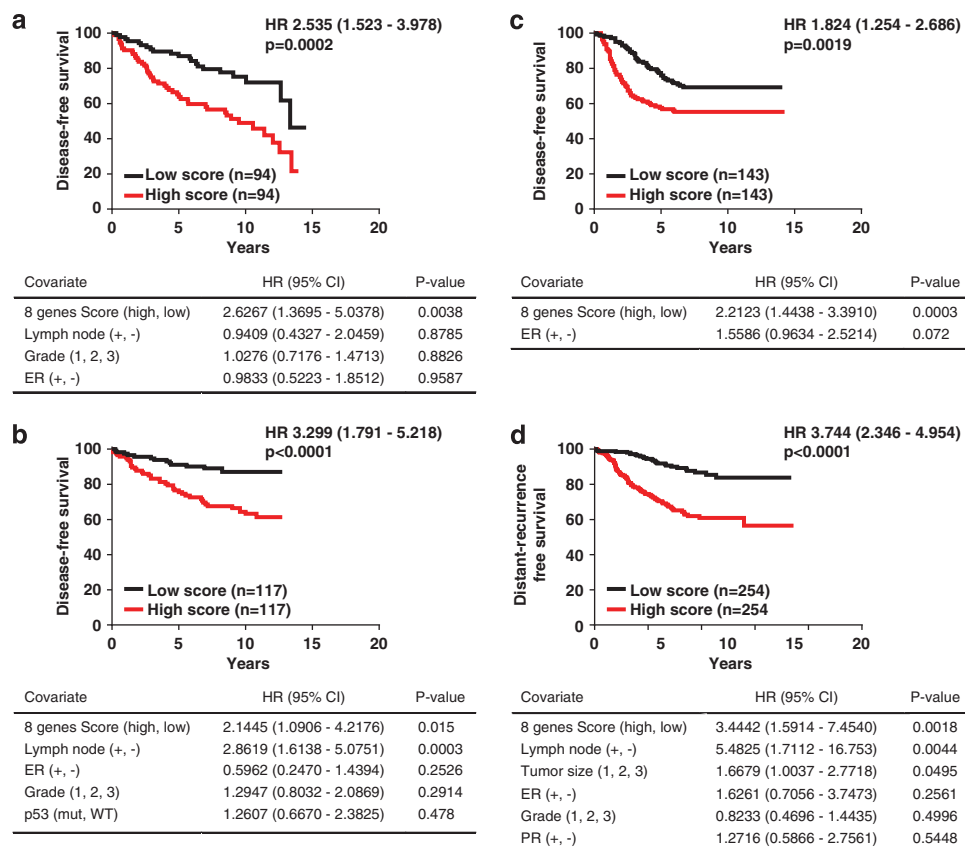 a
HR 2.535 (1.523 - 3.978)
p=0.0002
Disease-free survival
100
80
60
40
20
0
Low score (n=94)
High score (n=94)
0 5 10 15 20
Years
Covariate HR (95% CI) P-value
8 genes Score (high, low) 2.6267 (1.3695 - 5.0378) 0.0038
Lymph node (+, -) 0.9409 (0.4327 - 2.0459) 0.8785
Grade (1, 2, 3) 1.0276 (0.7176 - 1.4713) 0.8826
ER (+, -) 0.9833 (0.5223 - 1.8512) 0.9587
c
HR 1.824 (1.254 - 2.686)
p=0.0019
Disease-free survival
100
80
60
40
20
0
Low score (n=143)
High score (n=143)
0 5 10 15 20
Years
Covariate HR (95% CI) P-value
8 genes Score (high, low) 2.2123 (1.4438 - 3.3910) 0.0003
ER (+, -) 1.5586 (0.9634 - 2.5214) 0.072
b
HR 3.299 (1.791 - 5.218)
p<0.0001
Disease-free survival
100
80
60
40
20
0
Low score (n=117)
High score (n=117)
0 5 10 15 20
Years
Covariate HR (95% CI) P-value
8 genes Score (high, low) 2.1445 (1.0906 - 4.2176) 0.015
Lymph node (+, -) 2.8619 (1.6138 - 5.0751) 0.0003
ER (+, -) 0.5962 (0.2470 - 1.4394) 0.2526
Grade (1, 2, 3) 1.2947 (0.8032 - 2.0869) 0.2914
p53 (mut, WT) 1.2607 (0.6670 - 2.3825) 0.478
d
HR 3.744 (2.346 - 4.954)
p<0.0001
Distant-recurrence
free survival
100
80
60
40
20
0
Low score (n=254)
High score (n=254
0 5 10 12 15 20
Years
Covariate HR (95% CI) P-value
8 genes Score (high, low) 3.4442 (1.5914 - 7.4540) 0.0018
Lymph node (+, -) 5.4825 (1.7112 - 16.753) 0.0044
Tumor size (1, 2, 3) 1.6679 (1.0037 - 2.7718) 0.0495
ER (+, -) 1.6261 (0.7056 - 3.7473) 0.2561
Grade (1, 2, 3) 0.8233 (0.4696 - 1.4435) 0.4996
PR (+, -) 1.2716 (0.5866 - 2.7561) 0.5448